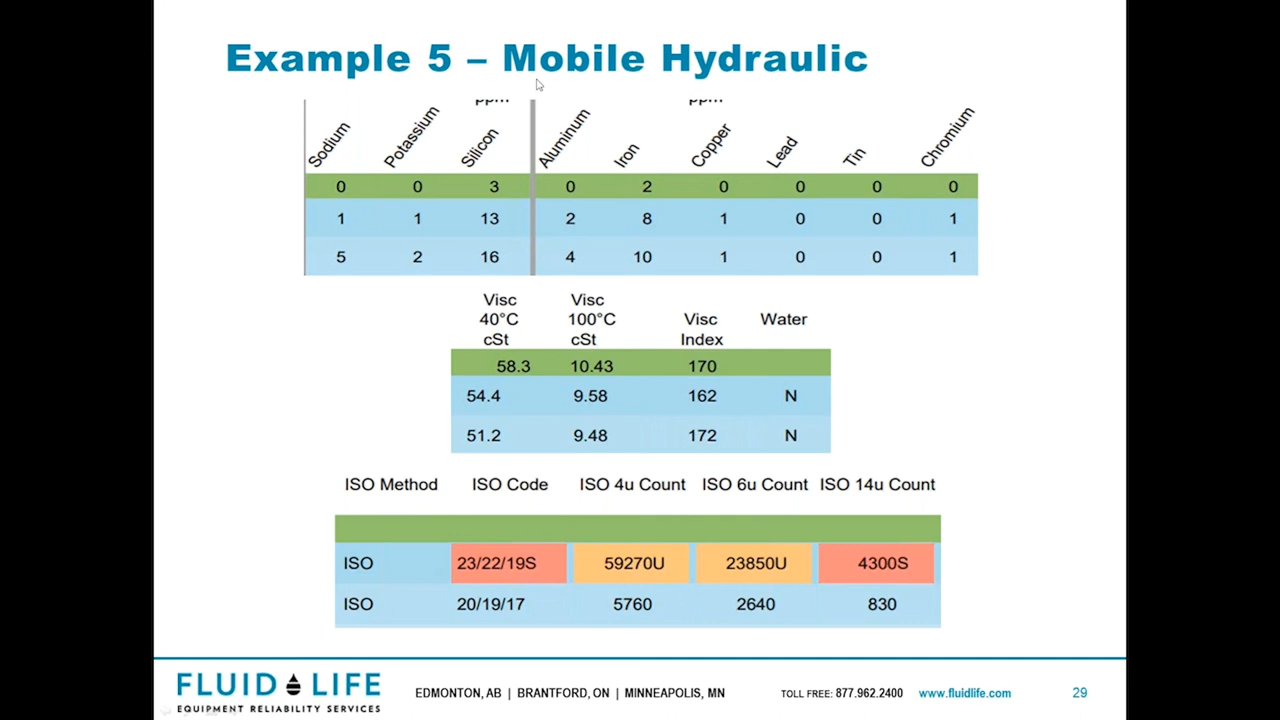 Example 5 – Mobile Hydraulic
ppm ppm
Sodium Potassium Silicon Aluminum Iron Copper Lead Tin Chromium
0 0 3 0 2 0 0 0 0
1 1 13 2 8 1 0 0 1
5 2 16 4 10 1 0 0 1
Visc Visc
40°C 100°C Visc Water
cSt cSt Index
58.3 10.43 170
54.4 9.58 162 N
51.2 9.48 172 N
ISO Method ISO Code ISO 4u Count ISO 6u Count ISO 14u Count
ISO 23/22/19S 59270U 23850U 4300S
ISO 20/19/17 5760 2640 830
FLUID LIFE
EQUIPMENT RELIABILITY SERVICES
EDMONTON, AB | BRANTFORD, ON | MINNEAPOLIS, MN TOLL FREE: 877.962.2400 www.fluidlife.com 29